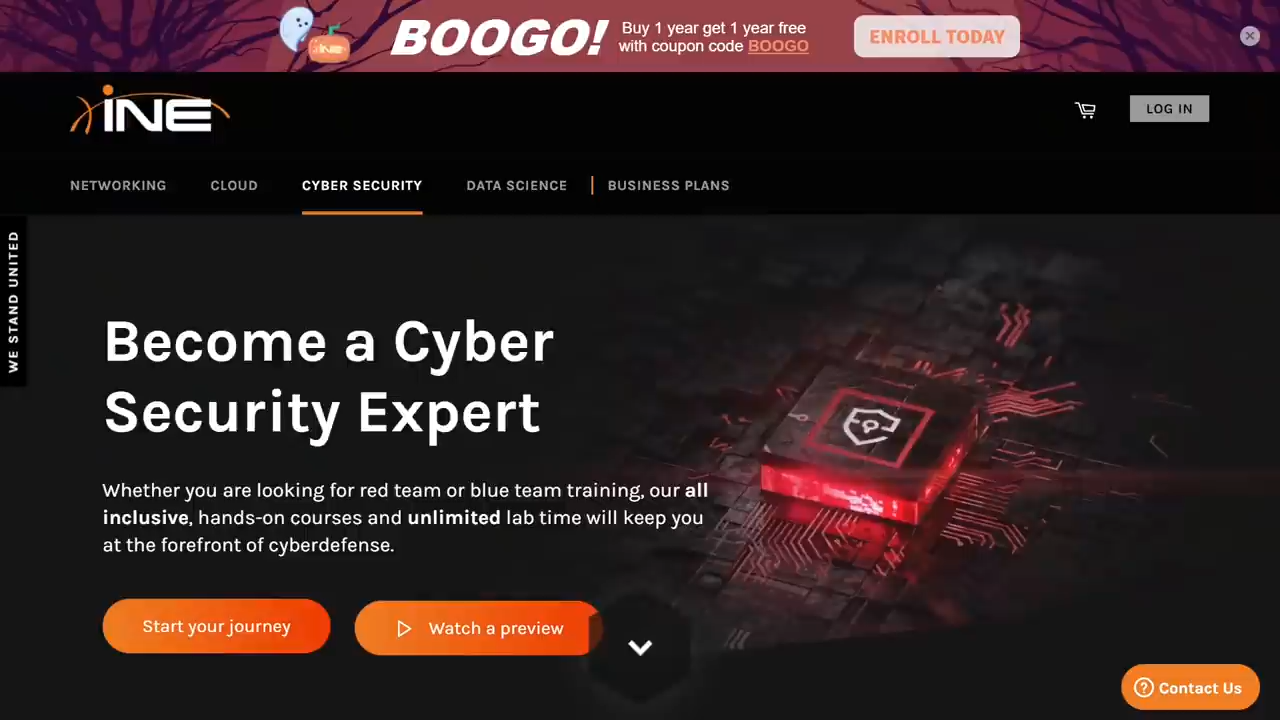 BOOGO!
Buy 1 year get 1 year free
with coupon code BOOGO
ENROLL TODAY
INE
LOG IN
NETWORKING
CLOUD
CYBER SECURITY
DATA SCIENCE
BUSINESS PLANS
WE STAND UNITED
Become a Cyber
Security Expert
Whether you are looking for red team or blue team training, our all
inclusive, hands-on courses and unlimited lab time will keep you
at the forefront of cyberdefense.
Start your journey
Watch a preview
Contact Us